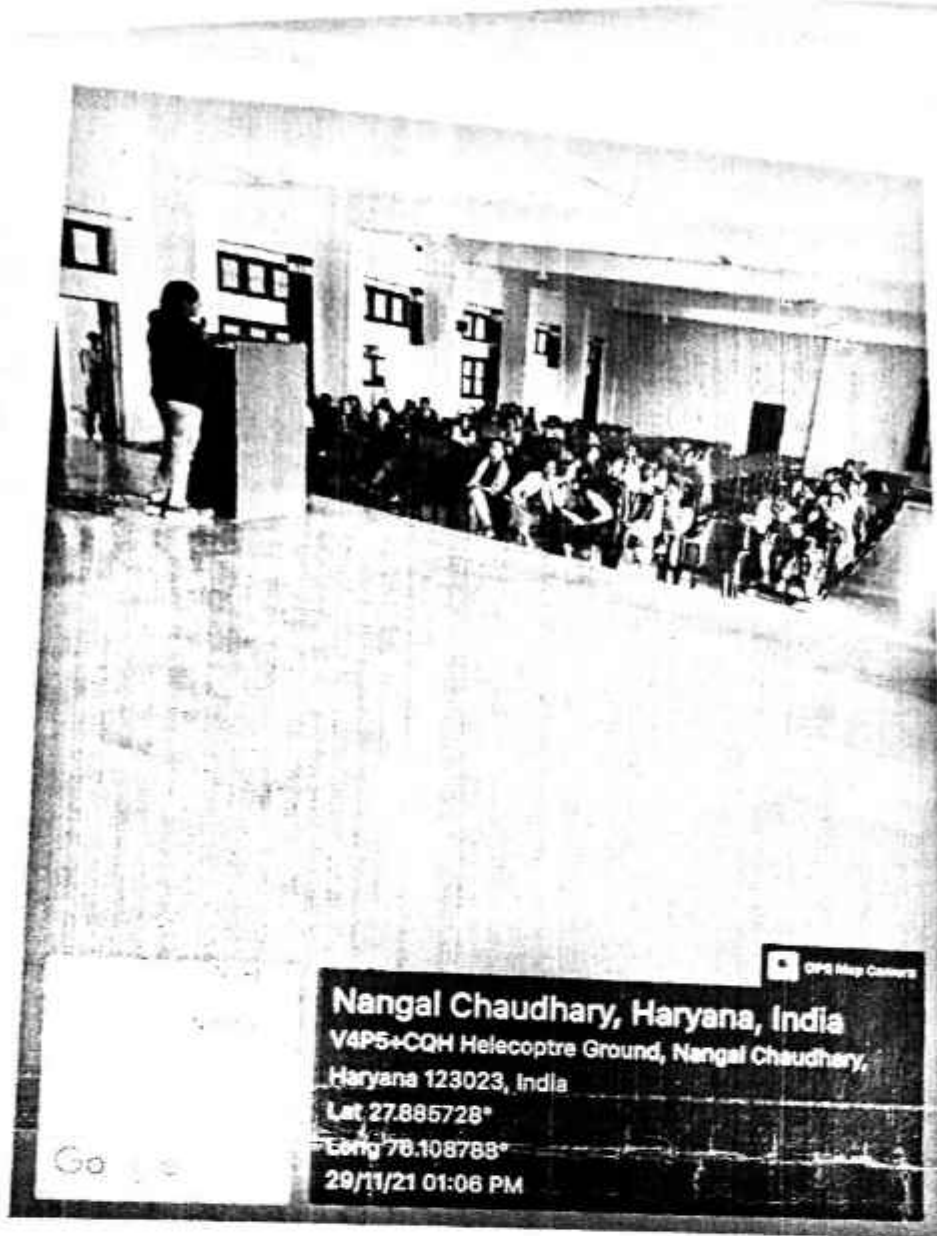 GPS Map Camera
Nangal Chaudhary, Haryana, India
V4P5+CQH Helecoptre Ground, Nangal Chaudhary,
Haryana 123023, India
Lat 27.885728°
Long 76.108788°
29/11/21 01:06 PM
Go